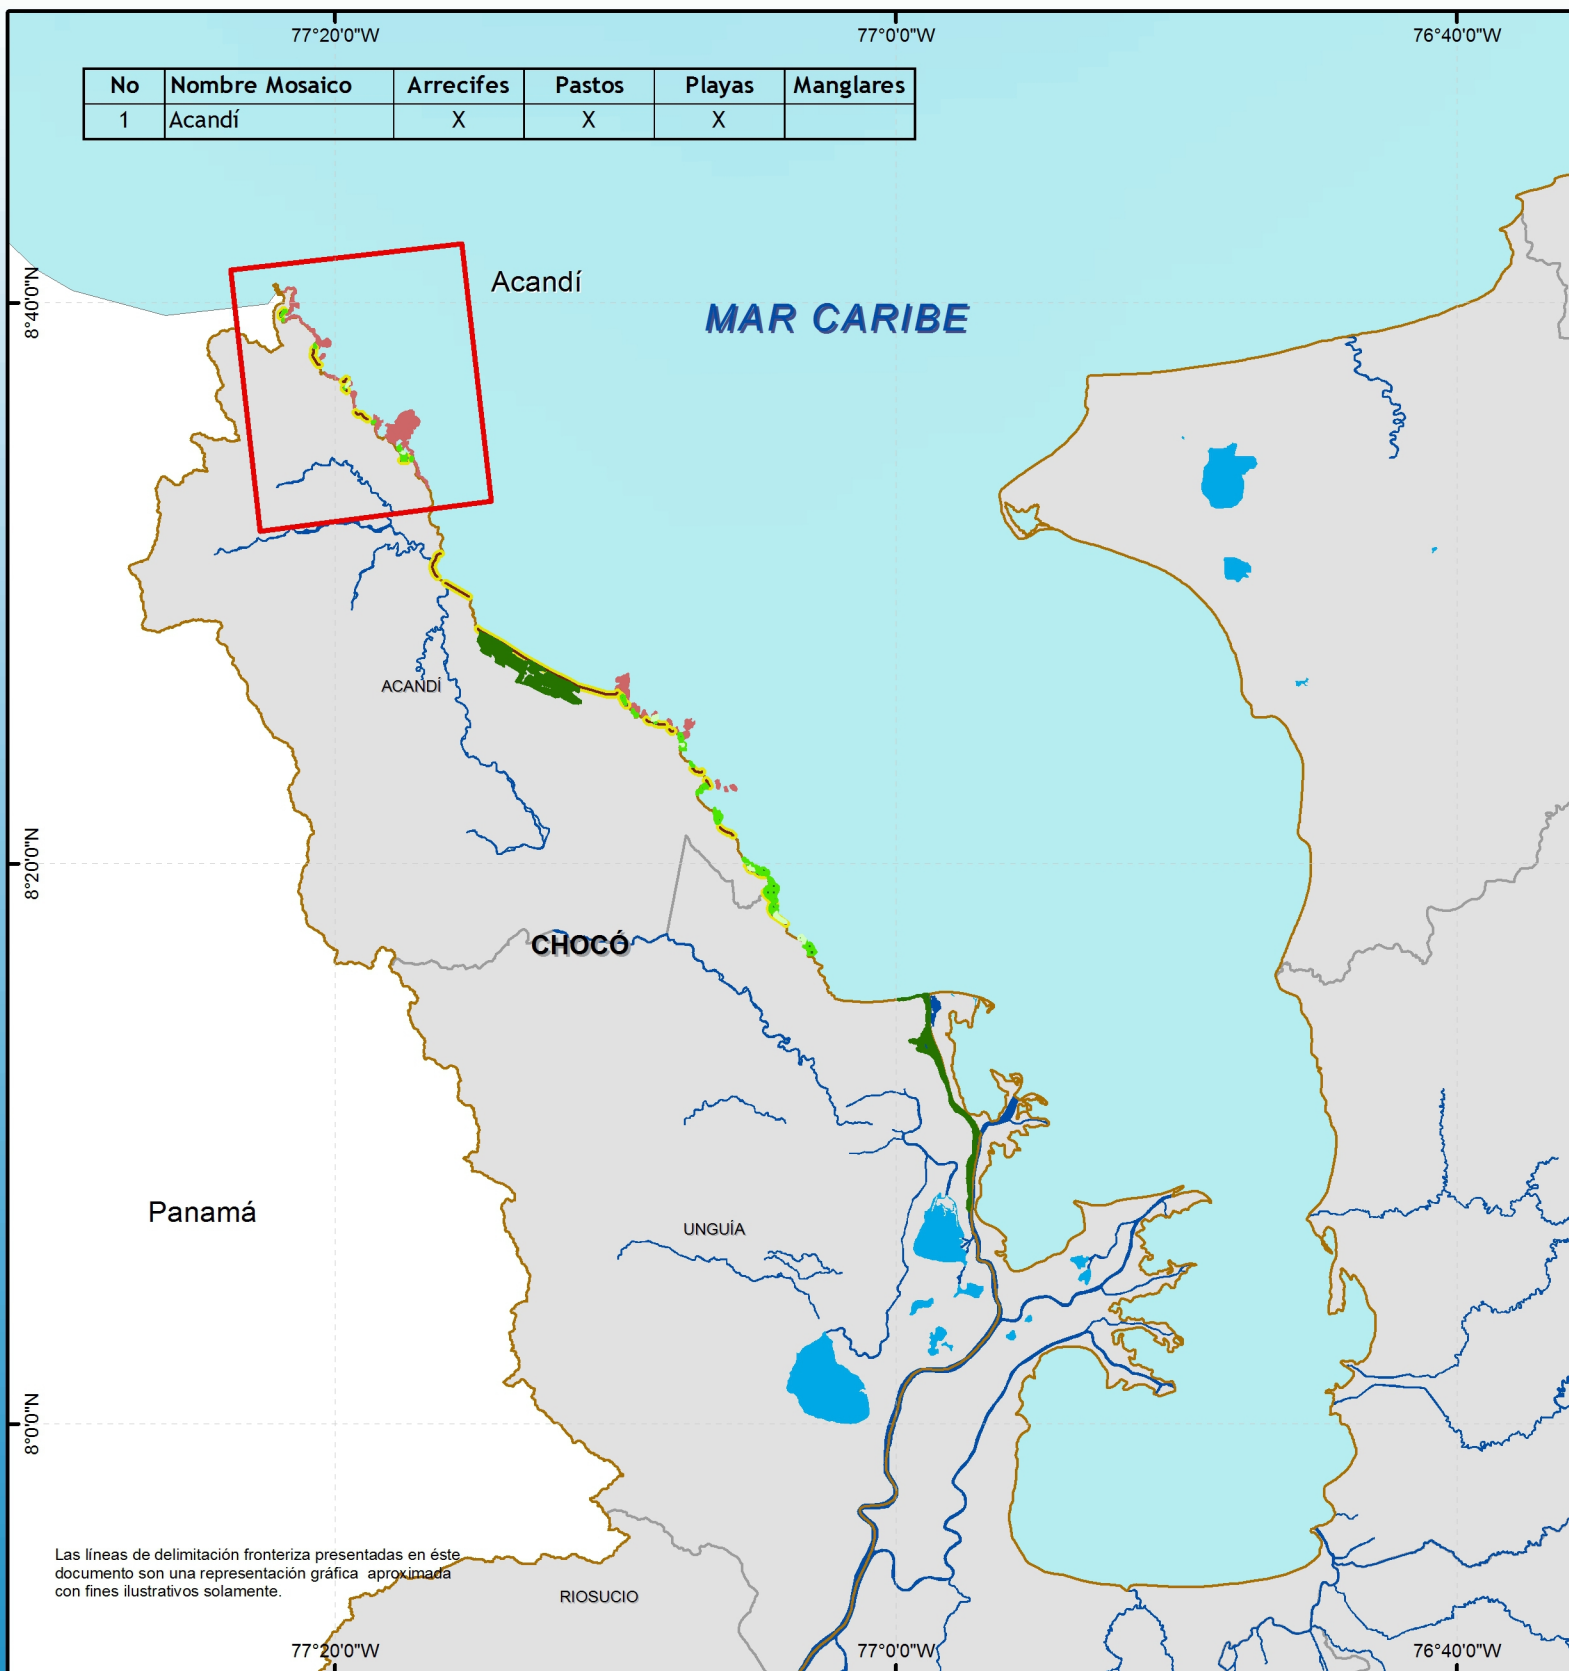 77°20'0"W 77°0'0"W 76°40'0"W
No Nombre Mosaico Arrecifes Pastos Playas Manglares
1 Acandí X X X
Acandí
8°40'0"N
MAR CARIBE
ACANDÍ
8°20'0"N
CHOCÓ
Panamá
UNGUÍA
8°0'0"N
Las líneas de delimitación fronteriza presentadas en éste
documento son una representación gráfica aproximada
con fines ilustrativos solamente.
RIOSUCIO
77°20'0"W 77°0'0"W 76°40'0"W